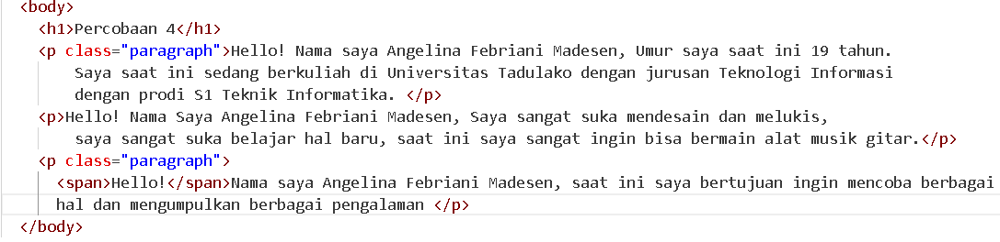 <body>
<h1>Percobaan 4</h1>
<p class="paragraph">Hello! Nama saya Angelina Febriani Madesen, Umur saya saat ini 19 tahun.
Saya saat ini sedang berkuliah di Universitas Tadulako dengan jurusan Teknologi Informasi
dengan prodi S1 Teknik Informatika. </p>
<p>Hello! Nama Saya Angelina Febriani Madesen, Saya sangat suka mendesain dan melukis,
saya sangat suka belajar hal baru, saat ini saya sangat ingin bisa bermain alat musik gitar.</p>
<p class="paragraph">
<span>Hello!</span>Nama saya Angelina Febriani Madesen, saat ini saya bertujuan ingin mencoba berbagai
hal dan mengumpulkan berbagai pengalaman </p>
</body>